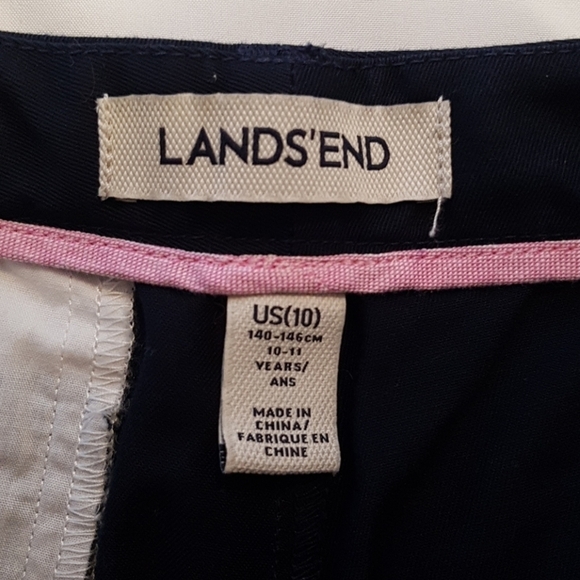 LANDS'END
US(10)
140-146CM
10-11
YEARS/
ANS
MADE IN
CHINA/
FABRIQUE EN
CHINE